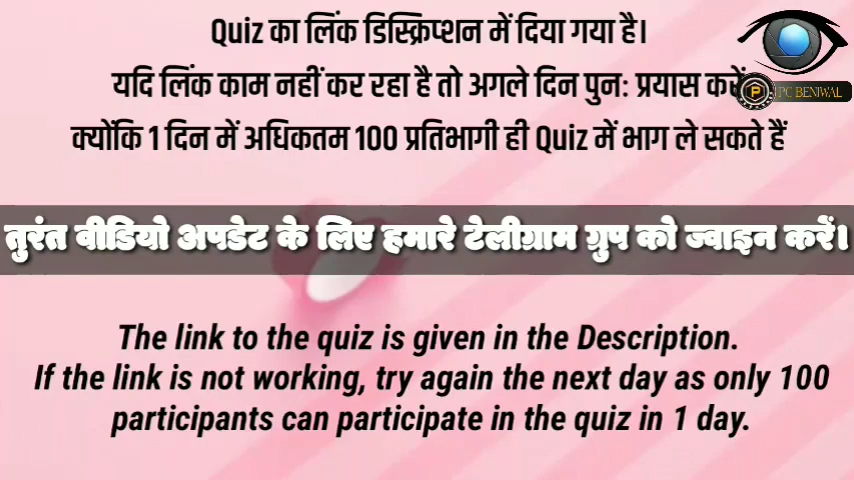 Quiz का लिंक डिस्क्रिप्शन में दिया गया है।
यदि लिंक काम नहीं कर रहा है तो अगले दिन पुनः प्रयास करें
क्योंकि 1 दिन में अधिकतम 100 प्रतिभागी ही Quiz में भाग ले सकते हैं
P PC BENIWAL
तुरंत वीडियो अपडेट के लिए हमारे टेलीग्राम ग्रुप को ज्वाइन करें।
The link to the quiz is given in the Description.
If the link is not working, try again the next day as only 100
participants can participate in the quiz in 1 day.